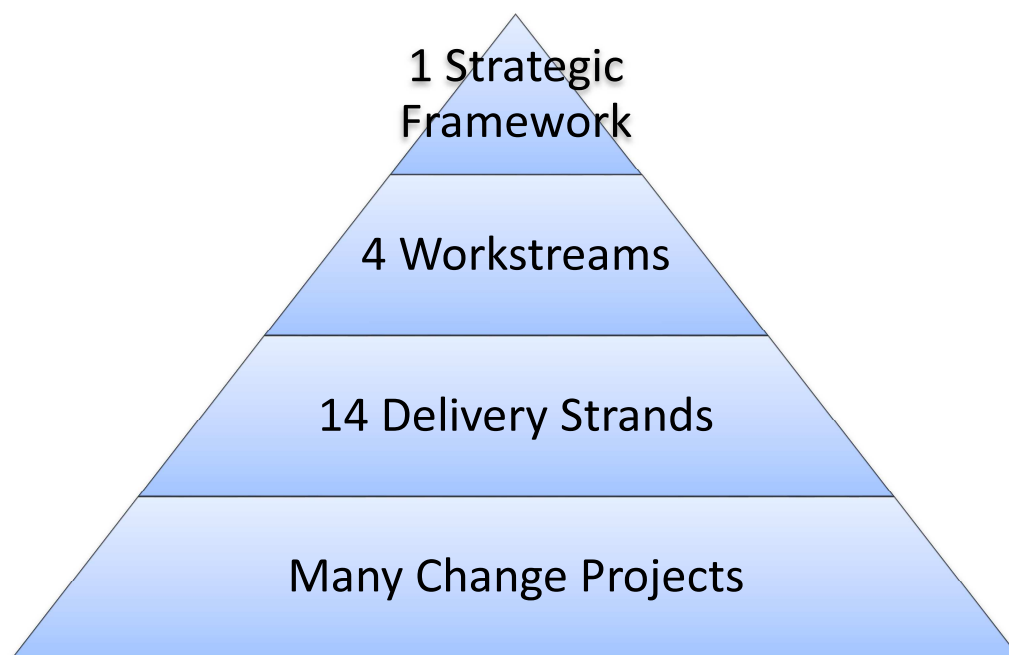 1 Strategic
Framework
4 Workstreams
14 Delivery Strands
Many Change Projects